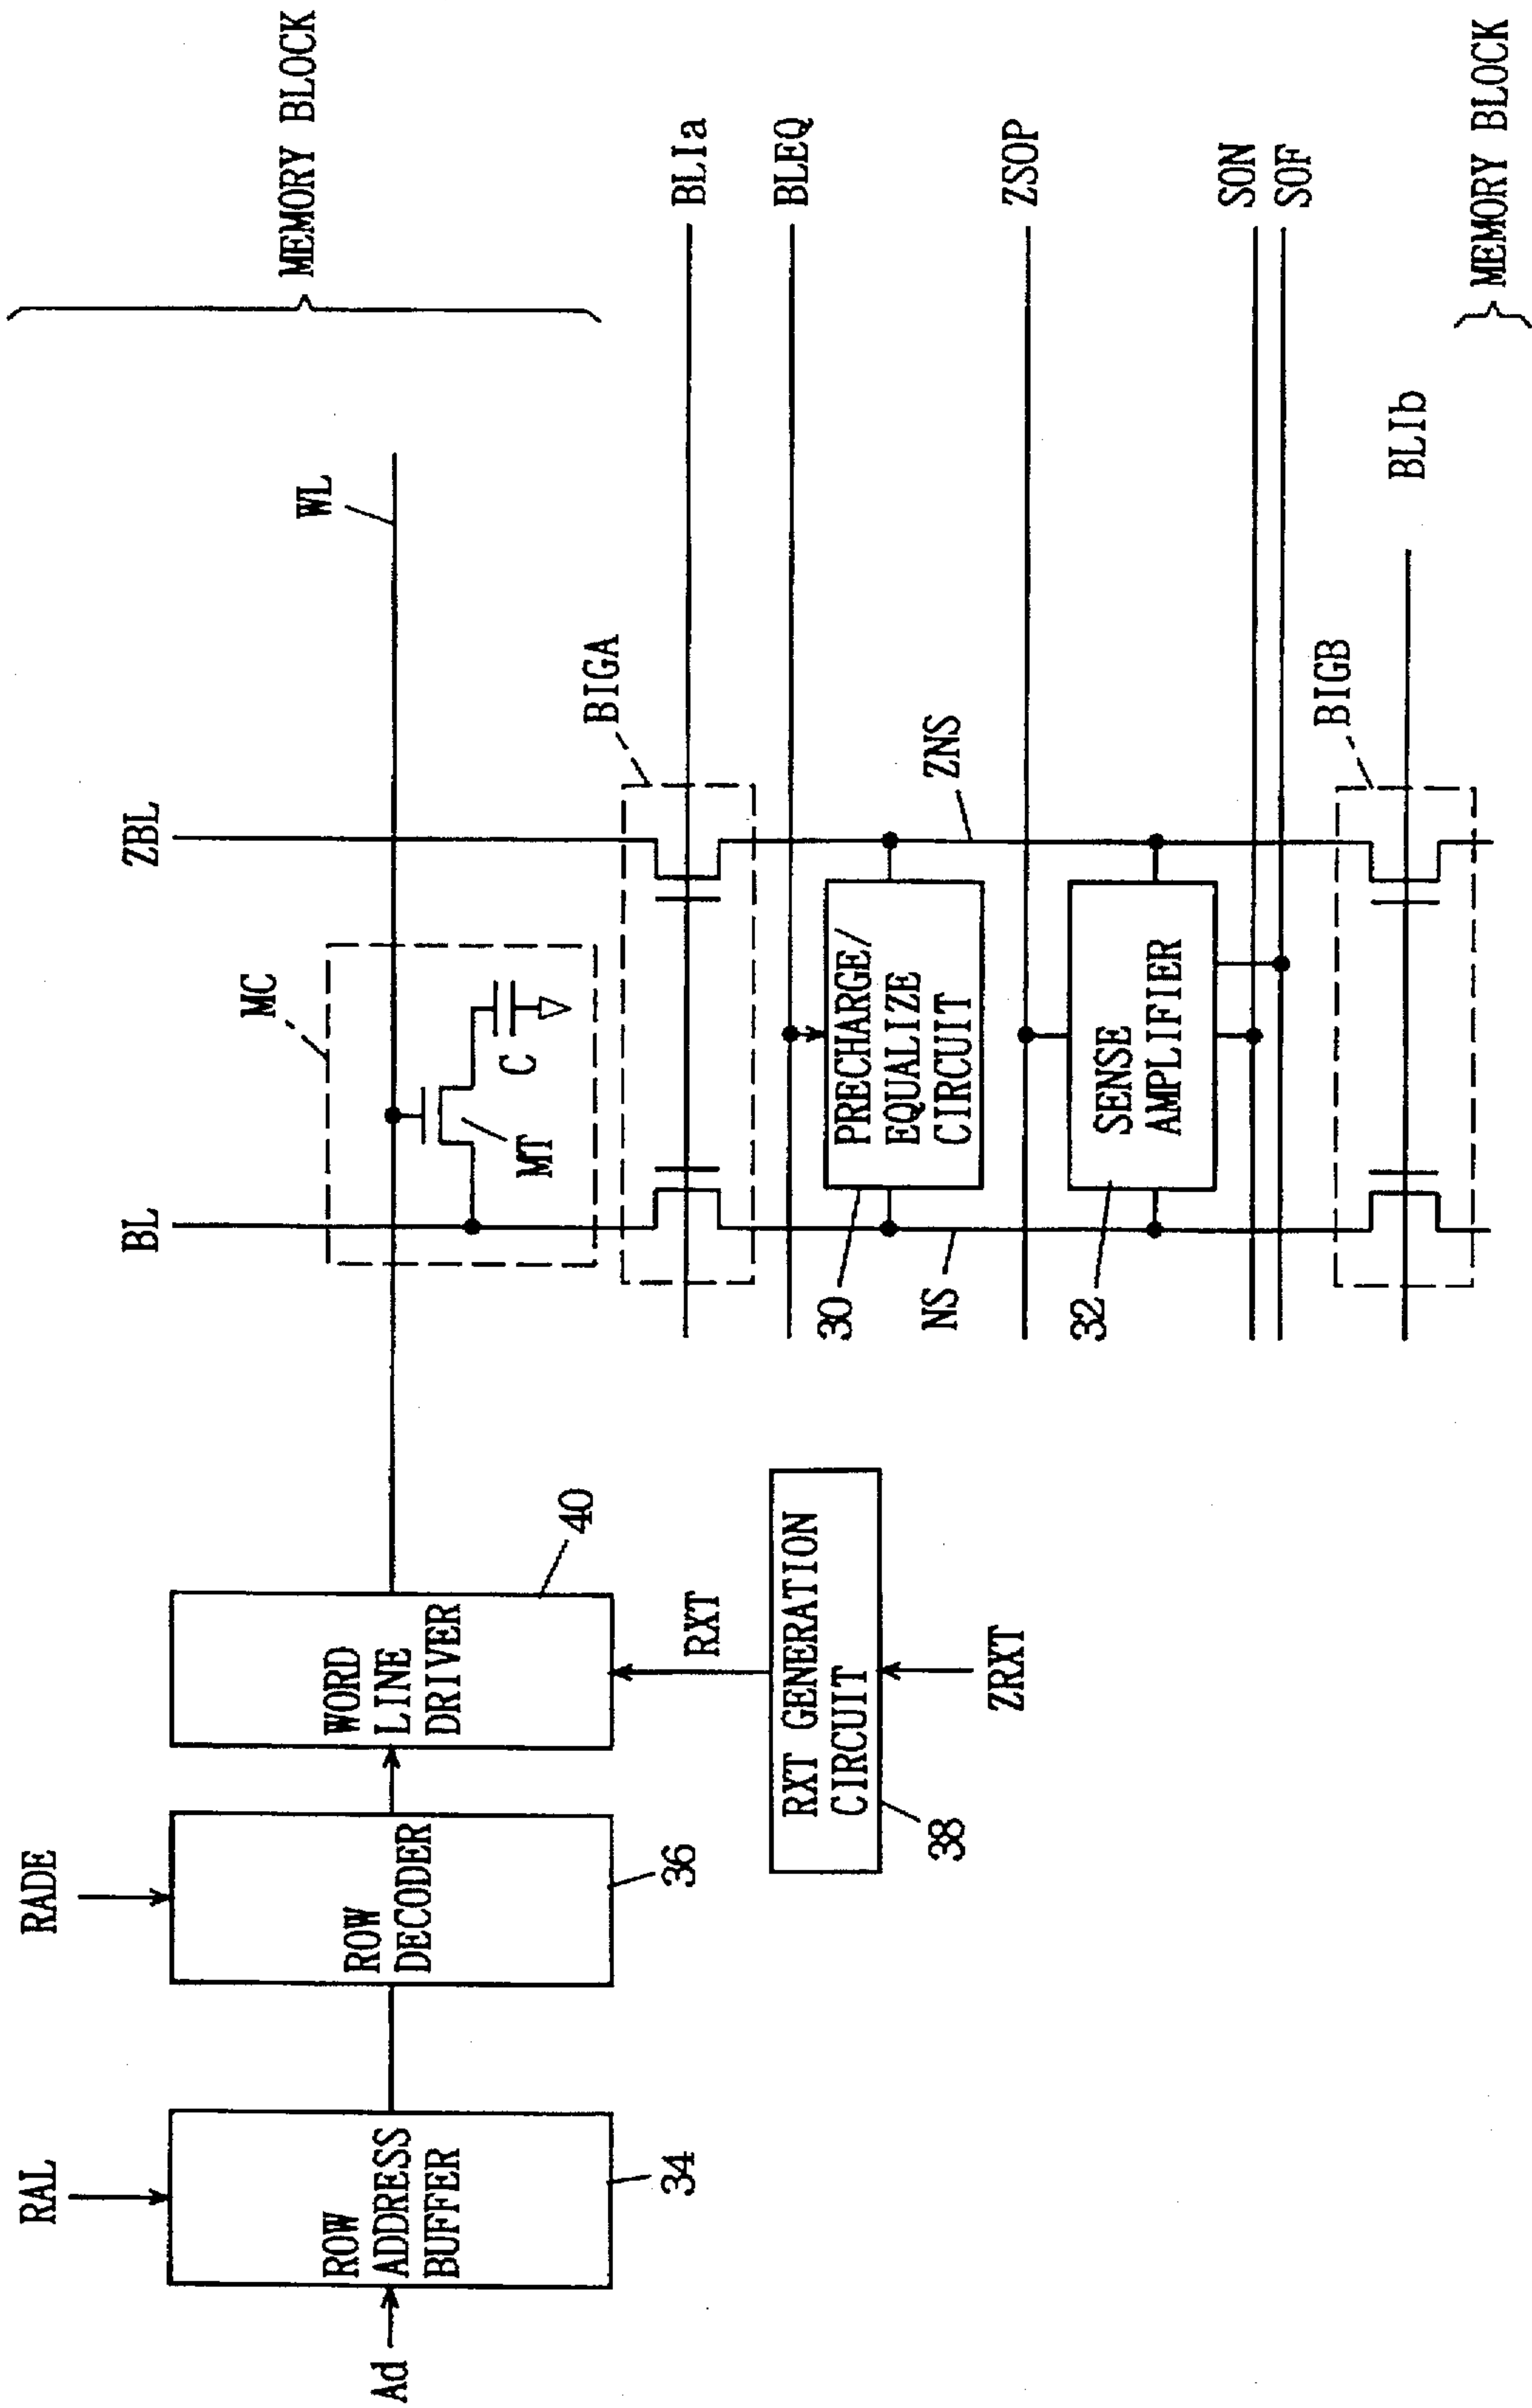 MEMORY BLOCK
RAL
RADE
BL
ZBL
MC
WL
Ad
ROW
ADDRESS
BUFFER
34
ROW
DECODER
36
WORD
LINE
DRIVER
40
MT
C
BIGA
BLIa
RXT
BLEQ
RXT GENERATION
CIRCUIT
38
ZRXT
30
PRECHARGE/
EQUALIZE
CIRCUIT
NS
ZNS
ZSOP
32
SENSE
AMPLIFIER
SON
SOF
BIGB
BLIb
MEMORY BLOCK